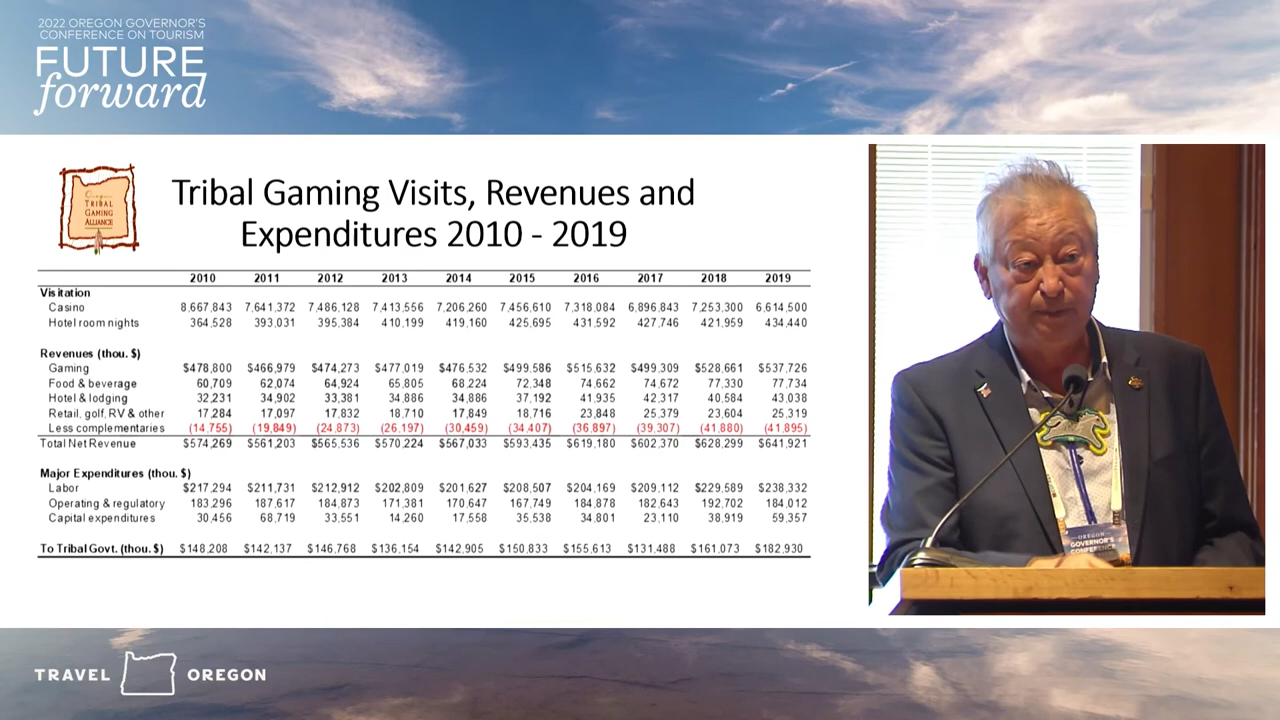 2022 OREGON GOVERNOR'S
CONFERENCE ON TOURISM
FUTURE
forward
Oregon
TRIBAL
GAMING
ALLIANCE
Tribal Gaming Visits, Revenues and
Expenditures 2010 - 2019
2010 2011 2012 2013 2014 2015 2016 2017 2018 2019
Visitation
Casino 8,667,843 7,641,372 7,486,128 7,413,556 7,206,260 7,456,610 7,318,084 6,896,843 7,253,300 6,614,500
Hotel room nights 364,528 393,031 395,384 410,199 419,160 425,695 431,592 427,746 421,959 434,440
Revenues (thou. $)
Gaming $478,800 $466,979 $474,273 $477,019 $476,532 $499,586 $515,632 $499,309 $528,661 $537,726
Food & beverage 60,709 62,074 64,924 65,805 68,224 72,348 74,662 74,672 77,330 77,734
Hotel & lodging 32,231 34,902 33,381 34,886 34,886 37,192 41,935 42,317 40,584 43,038
Retail, golf, RV & other 17,284 17,097 17,832 18,710 17,849 18,716 23,848 25,379 23,604 25,319
Less complementaries (14,755) (19,849) (24,873) (26,197) (30,459) (34,407) (36,897) (39,307) (41,880) (41,895)
Total Net Revenue $574,269 $561,203 $565,536 $570,224 $567,033 $593,435 $619,180 $602,370 $628,299 $641,921
Major Expenditures (thou. $)
Labor $217,294 $211,731 $212,912 $202,809 $201,627 $208,507 $204,169 $209,112 $229,589 $238,332
Operating & regulatory 183,296 187,617 184,873 171,381 170,647 167,749 184,878 182,643 192,702 184,012
Capital expenditures 30,456 68,719 33,551 14,260 17,558 35,538 34,801 23,110 38,919 59,357
To Tribal Govt. (thou. $) $148,208 $142,137 $146,768 $136,154 $142,905 $150,833 $155,613 $131,488 $161,073 $182,930
OREGON
GOVERNOR'S
CONFERENCE
TRAVEL OREGON